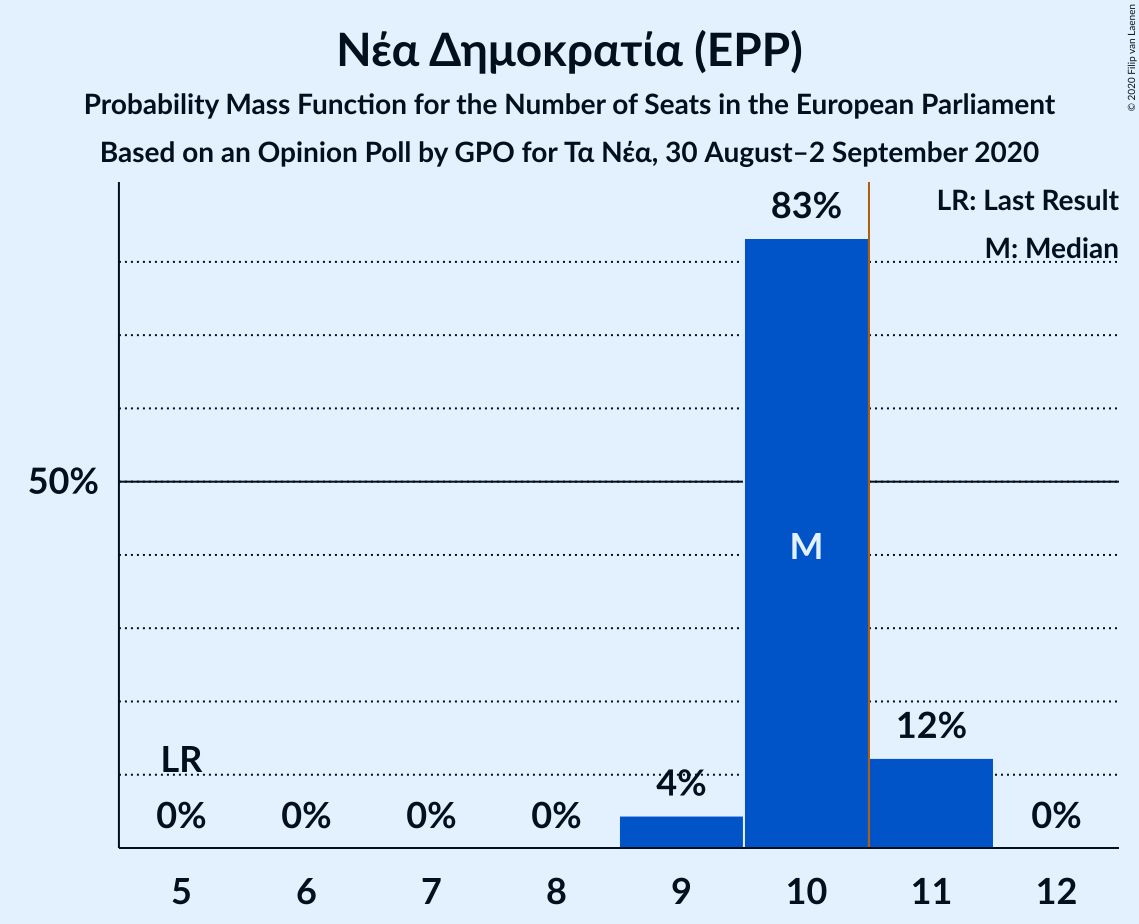 Νέα Δημοκρατία (EPP)
Probability Mass Function for the Number of Seats in the European Parliament
Based on an Opinion Poll by GPO for Τα Νέα, 30 August–2 September 2020
© 2020 Filip van Laenen
LR: Last Result
M: Median
83%
50%
M
12%
LR
4%
0% 0% 0% 0% 0%
5 6 7 8 9 10 11 12